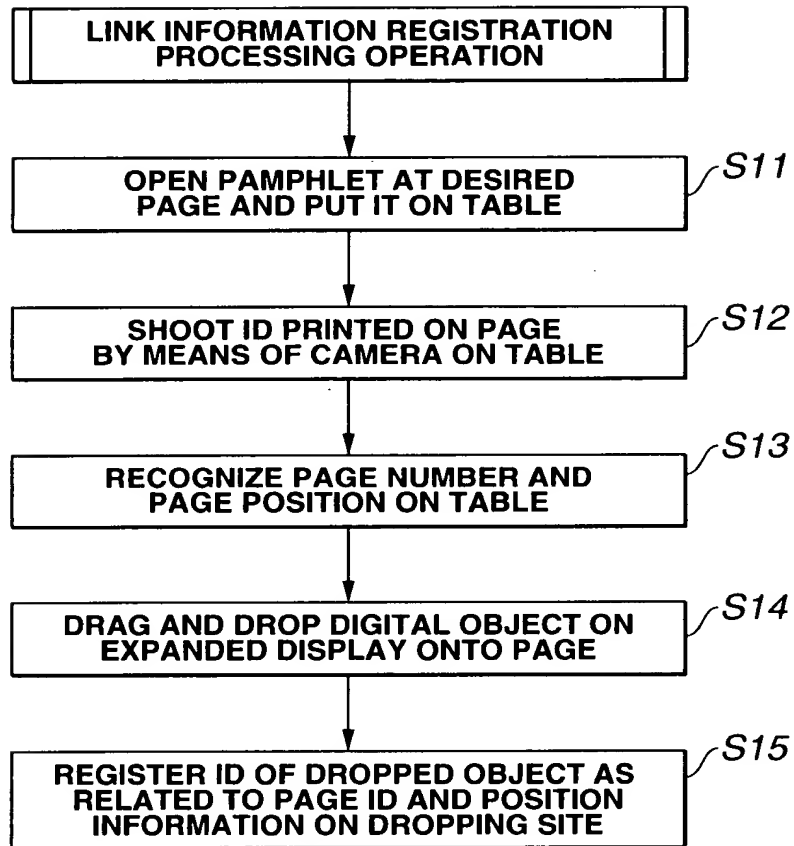 LINK INFORMATION REGISTRATION
PROCESSING OPERATION
S11
OPEN PAMPHLET AT DESIRED
PAGE AND PUT IT ON TABLE
S12
SHOOT ID PRINTED ON PAGE
BY MEANS OF CAMERA ON TABLE
S13
RECOGNIZE PAGE NUMBER AND
PAGE POSITION ON TABLE
S14
DRAG AND DROP DIGITAL OBJECT ON
EXPANDED DISPLAY ONTO PAGE
S15
REGISTER ID OF DROPPED OBJECT AS
RELATED TO PAGE ID AND POSITION
INFORMATION ON DROPPING SITE